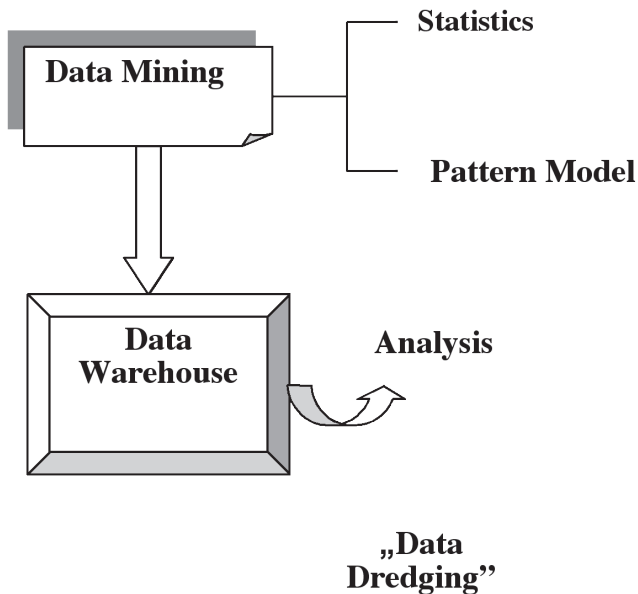 Statistics
Data Mining
Pattern Model
Data
Warehouse
Analysis
„Data
Dredging”